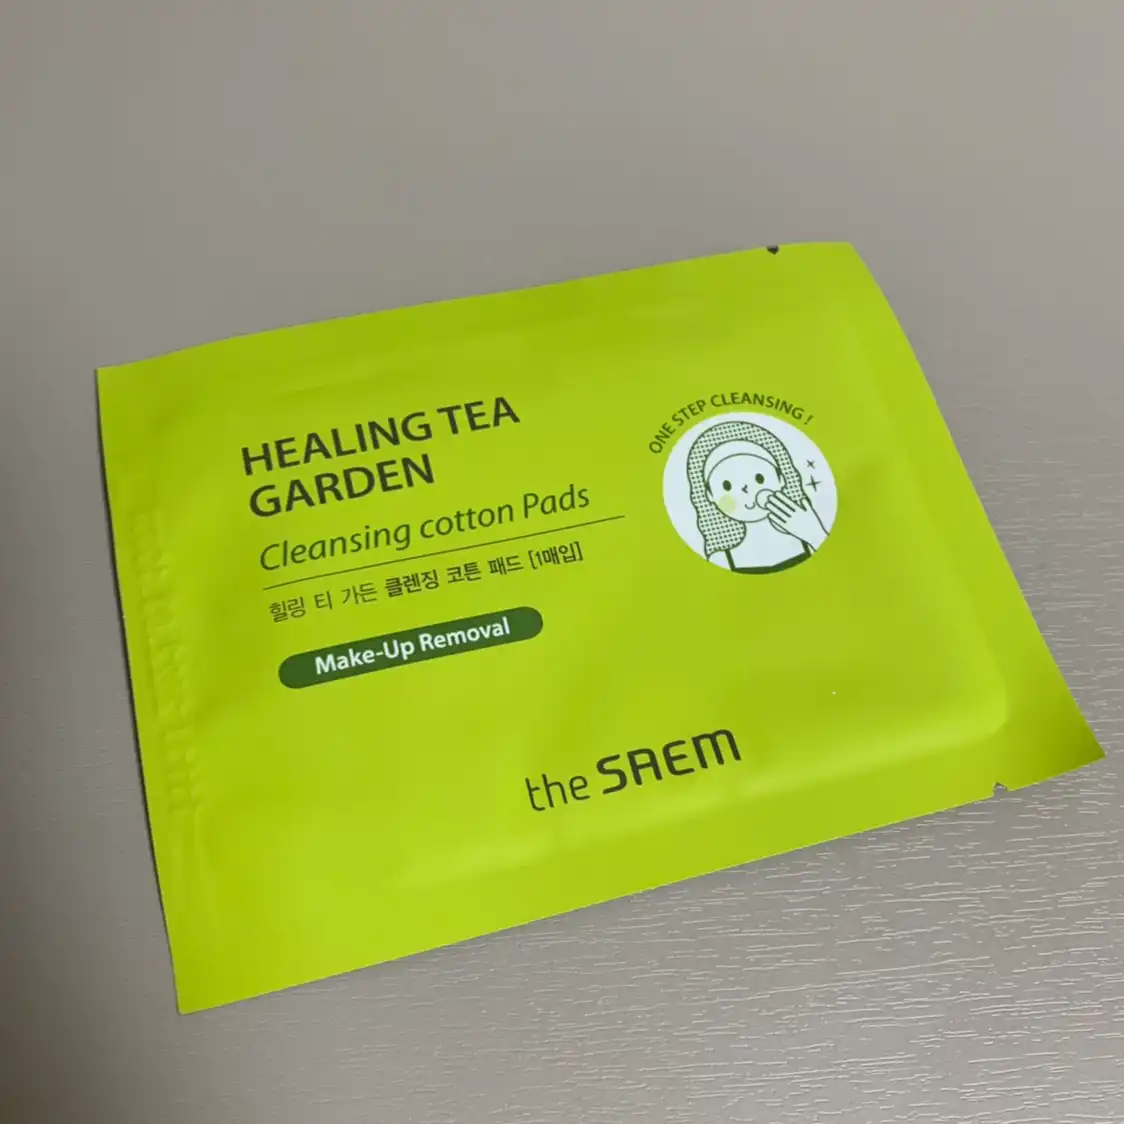 HEALING TEA
GARDEN
Cleansing cotton Pads
힐링 티 가든 클렌징 코튼 패드 [1매입]
Make-Up Removal
ONE STEP CLEANSING !
the SAEM